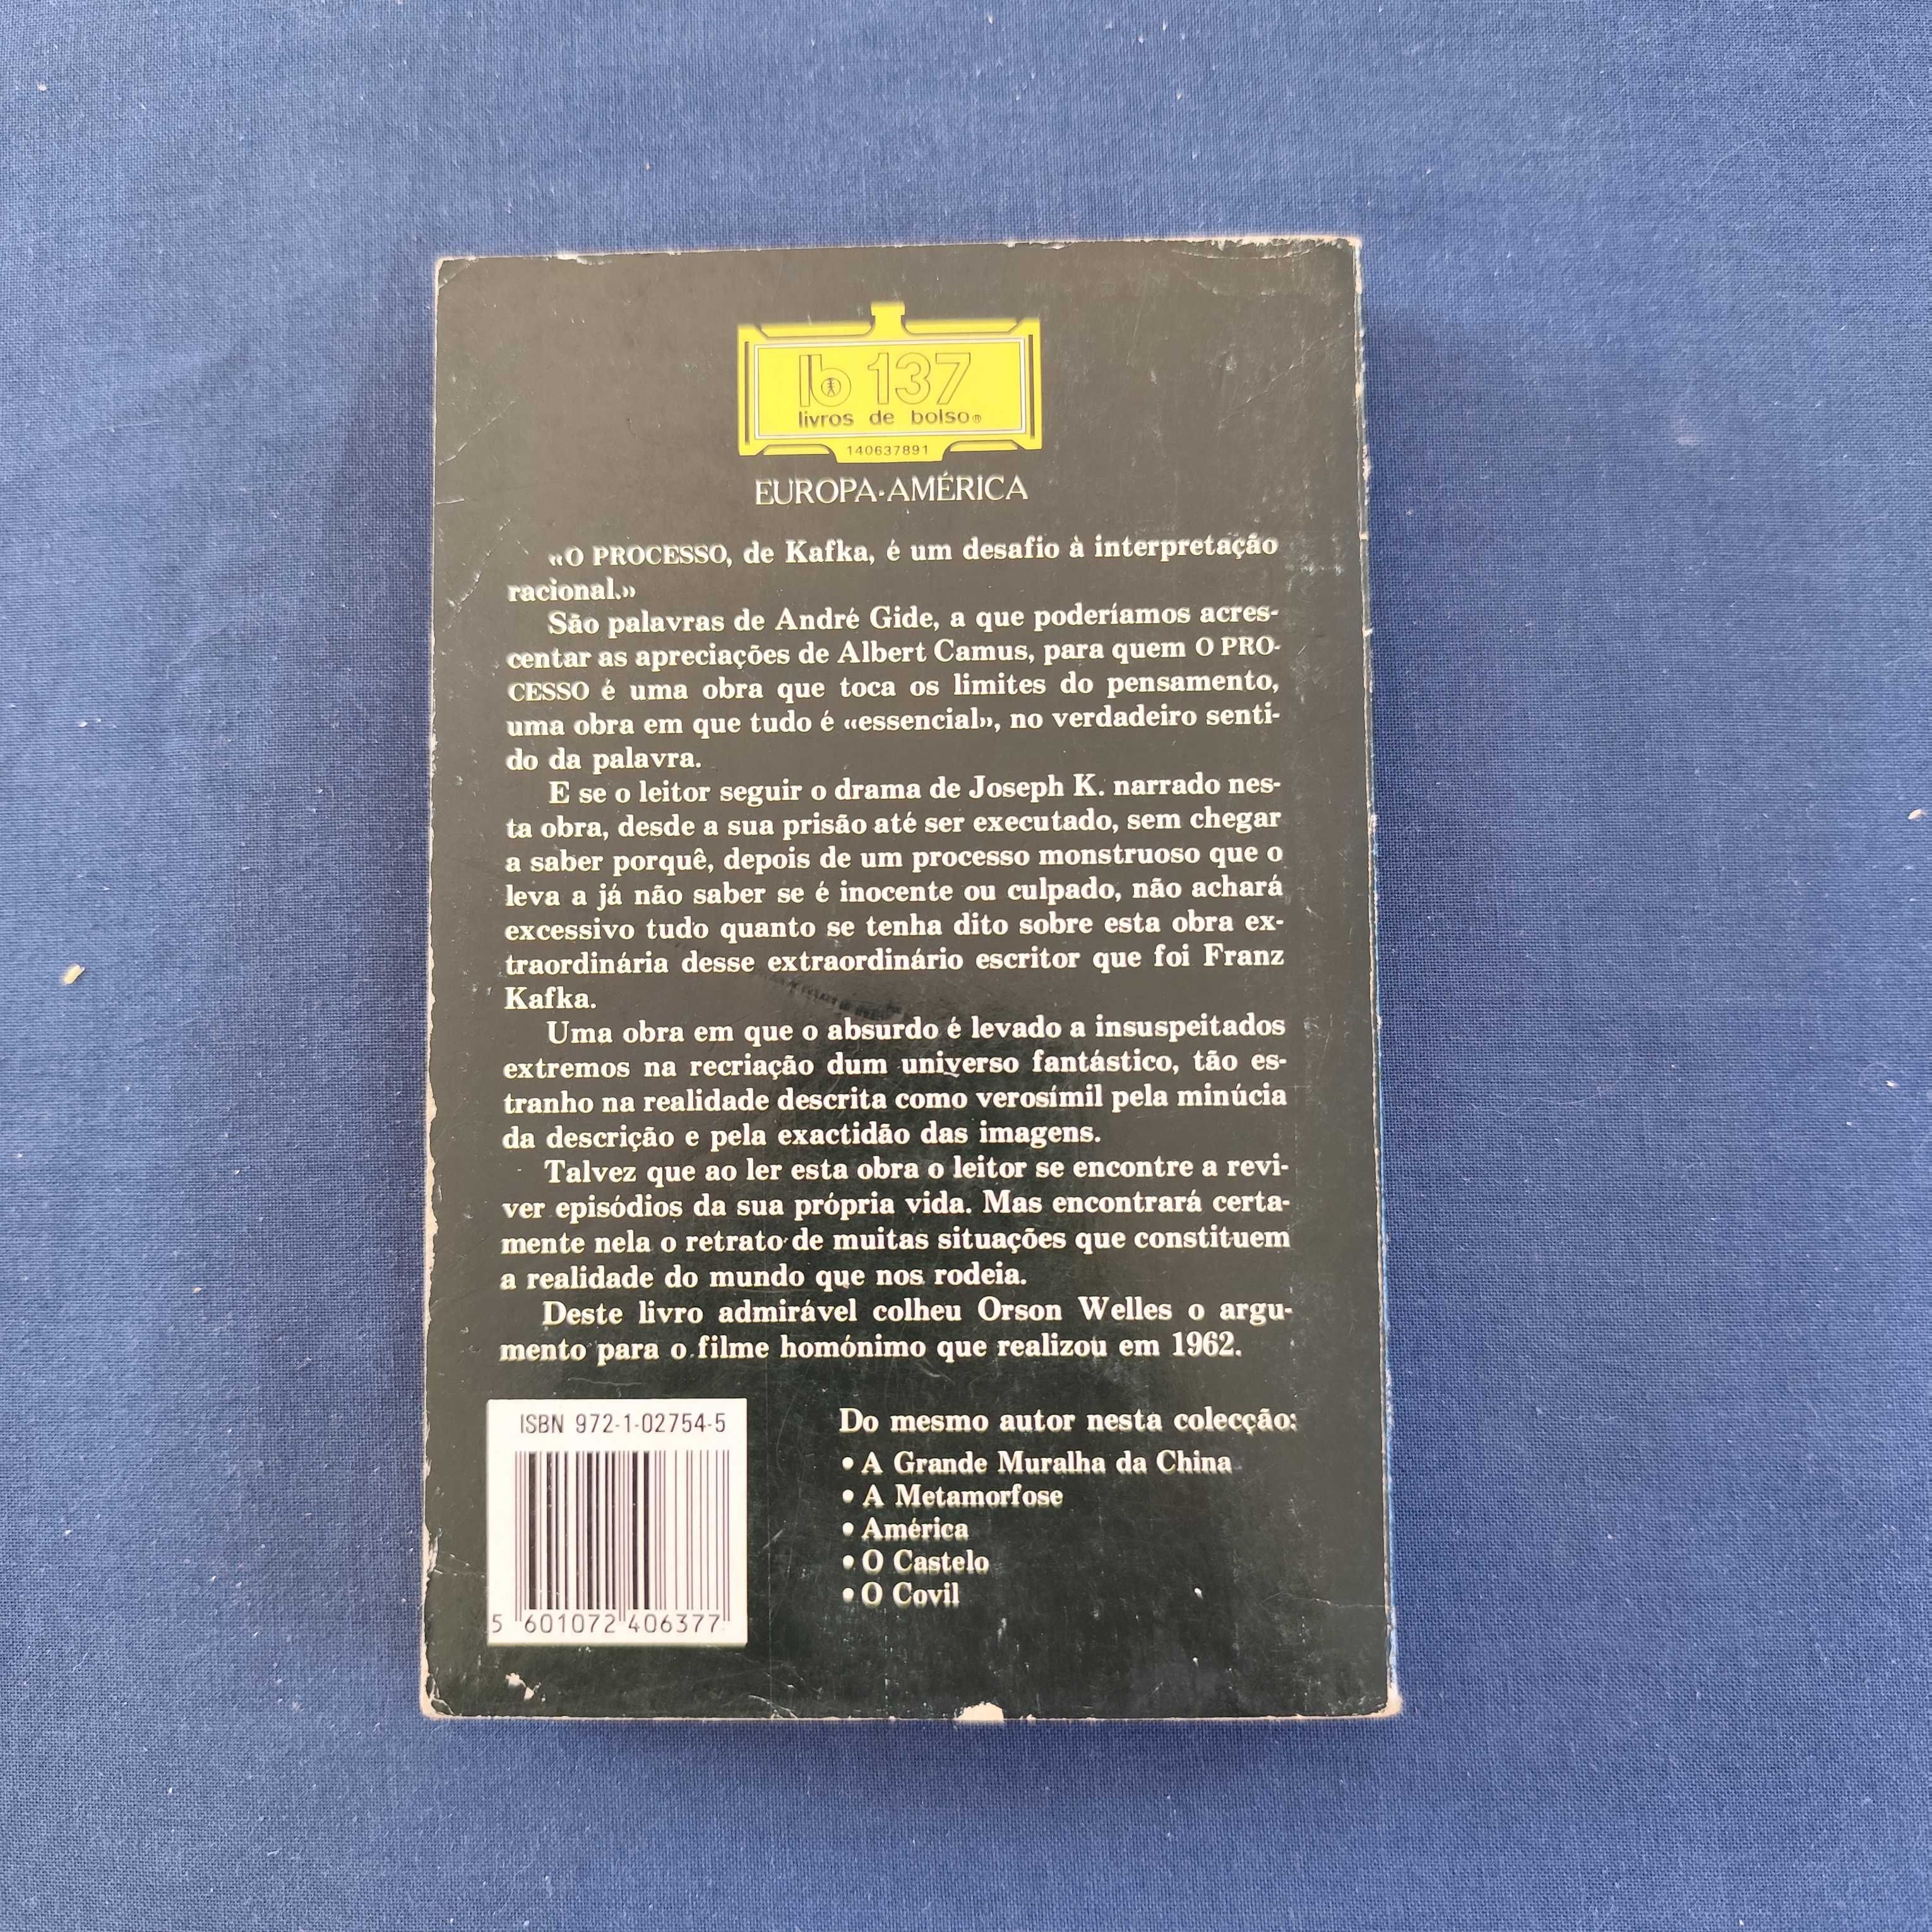 lb 137
livros de bolso®
140637891
EUROPA-AMÉRICA
«O PROCESSO, de Kafka, é um desafio à interpretação
racional.»
São palavras de André Gide, a que poderíamos acres-
centar as apreciações de Albert Camus, para quem O PRO-
CESSO é uma obra que toca os limites do pensamento,
uma obra em que tudo é «essencial», no verdadeiro senti-
do da palavra.
E se o leitor seguir o drama de Joseph K. narrado nes-
ta obra, desde a sua prisão até ser executado, sem chegar
a saber porquê, depois de um processo monstruoso que o
leva a já não saber se é inocente ou culpado, não achará
excessivo tudo quanto se tenha dito sobre esta obra ex-
traordinária desse extraordinário escritor que foi Franz
Kafka.
Uma obra em que o absurdo é levado a insuspeitados
extremos na recriação dum universo fantástico, tão es-
tranho na realidade descrita como verosímil pela minúcia
da descrição e pela exactidão das imagens.
Talvez que ao ler esta obra o leitor se encontre a revi-
ver episódios da sua própria vida. Mas encontrará certa-
mente nela o retrato de muitas situações que constituem
a realidade do mundo que nos rodeia.
Deste livro admirável colheu Orson Welles o argu-
mento para o filme homónimo que realizou em 1962.
ISBN 972-1-02754-5
5 601072 406377
Do mesmo autor nesta colecção:
• A Grande Muralha da China
• A Metamorfose
• América
• O Castelo
• O Covil